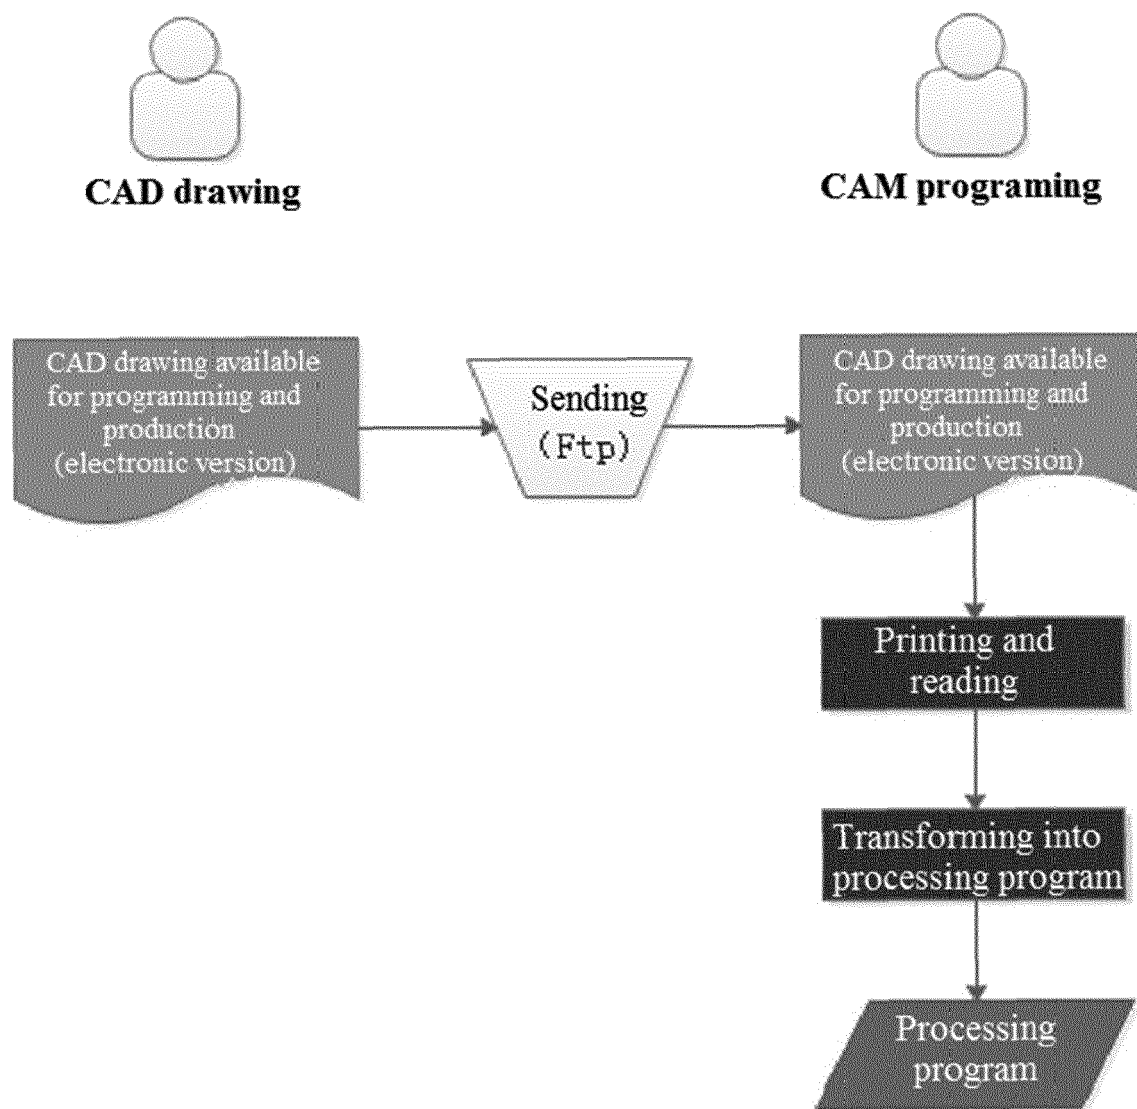 CAD drawing
CAM programing
CAD drawing available
for programming and
production
(electronic version)
Sending
(Ftp)
CAD drawing available
for programming and
production
(electronic version)
Printing and
reading
Transforming into
processing program
Processing
program